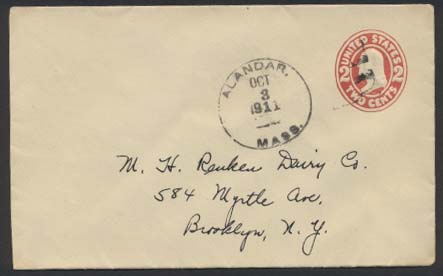 ALANDAR.
OCT
3
1911
MASS.
UNITED STATES
2 2
TWO CENTS
M. H. Renken Dairy Co.
584 Myrtle Ave.
Brooklyn, N. Y.